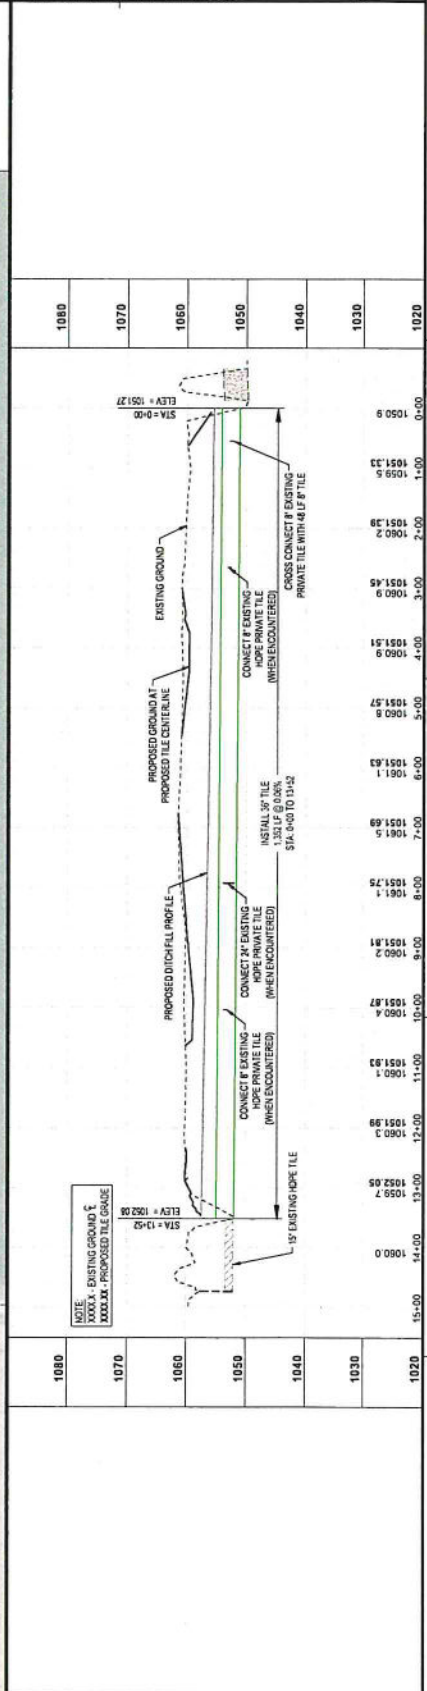 NOTE:
XXXX.X - EXISTING GROUND ℄
XXXX.XX - PROPOSED TILE GRADE
STA = 13+52
ELEV = 1052.08
PROPOSED DITCH FILL PROFILE
PROPOSED GROUND AT
PROPOSED TILE CENTERLINE
EXISTING GROUND
STA = 0+00
ELEV = 1051.27
15" EXISTING HDPE TILE
CONNECT 8" EXISTING
HDPE PRIVATE TILE
(WHEN ENCOUNTERED)
CONNECT 24" EXISTING
HDPE PRIVATE TILE
(WHEN ENCOUNTERED)
INSTALL 36" TILE
1,352 LF @ 0.06%
STA: 0+00 TO 13+52
CONNECT 8" EXISTING
HDPE PRIVATE TILE
(WHEN ENCOUNTERED)
CROSS CONNECT 8" EXISTING
PRIVATE TILE WITH 48 LF 8" TILE
1080
1070
1060
1050
1040
1030
1020
1080
1070
1060
1050
1040
1030
1020
1060.0
1052.05
1059.7
1051.99
1060.3
1051.93
1060.1
1051.87
1060.4
1051.81
1060.2
1051.75
1061.1
1051.69
1061.5
1051.63
1061.1
1051.57
1060.8
1051.51
1060.9
1051.45
1060.9
1051.39
1060.2
1051.33
1059.5
1050.9
15+00
14+00
13+00
12+00
11+00
10+00
9+00
8+00
7+00
6+00
5+00
4+00
3+00
2+00
1+00
0+00